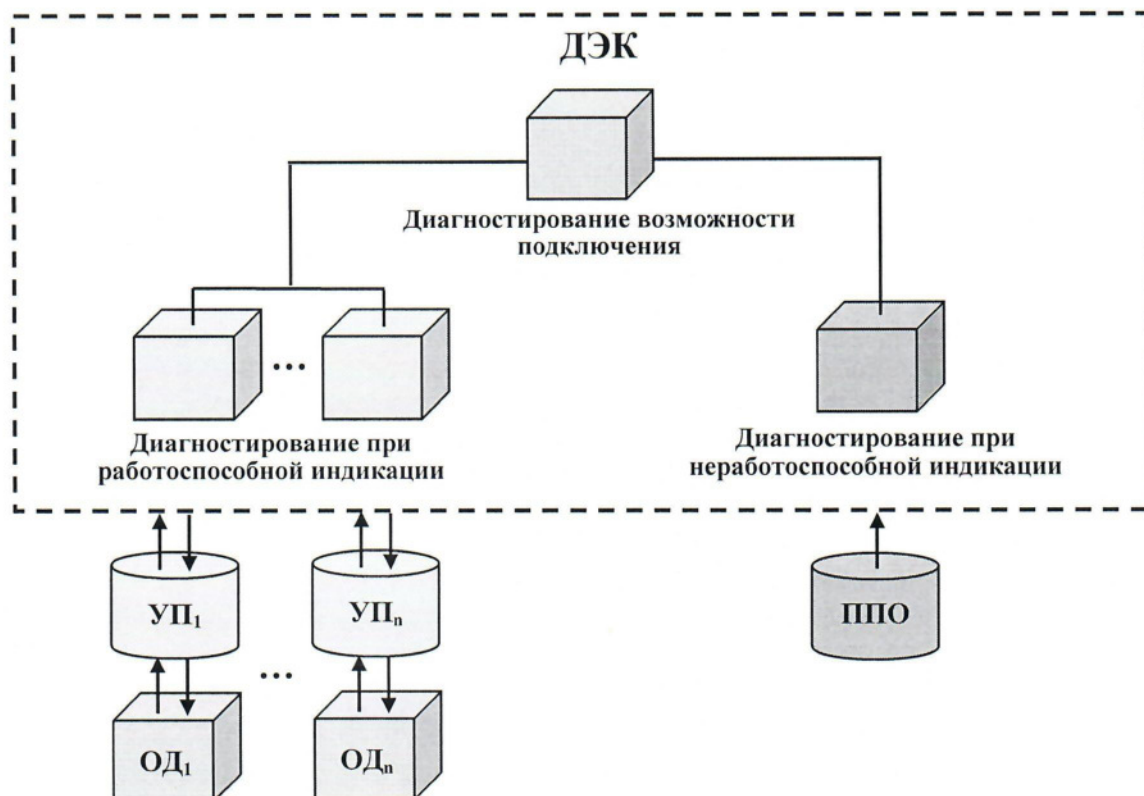 ДЭК
Диагностирование возможности
подключения
...
Диагностирование при
работоспособной индикации
Диагностирование при
неработоспособной индикации
УП₁
УПₙ
ППО
...
ОД₁
ОДₙ